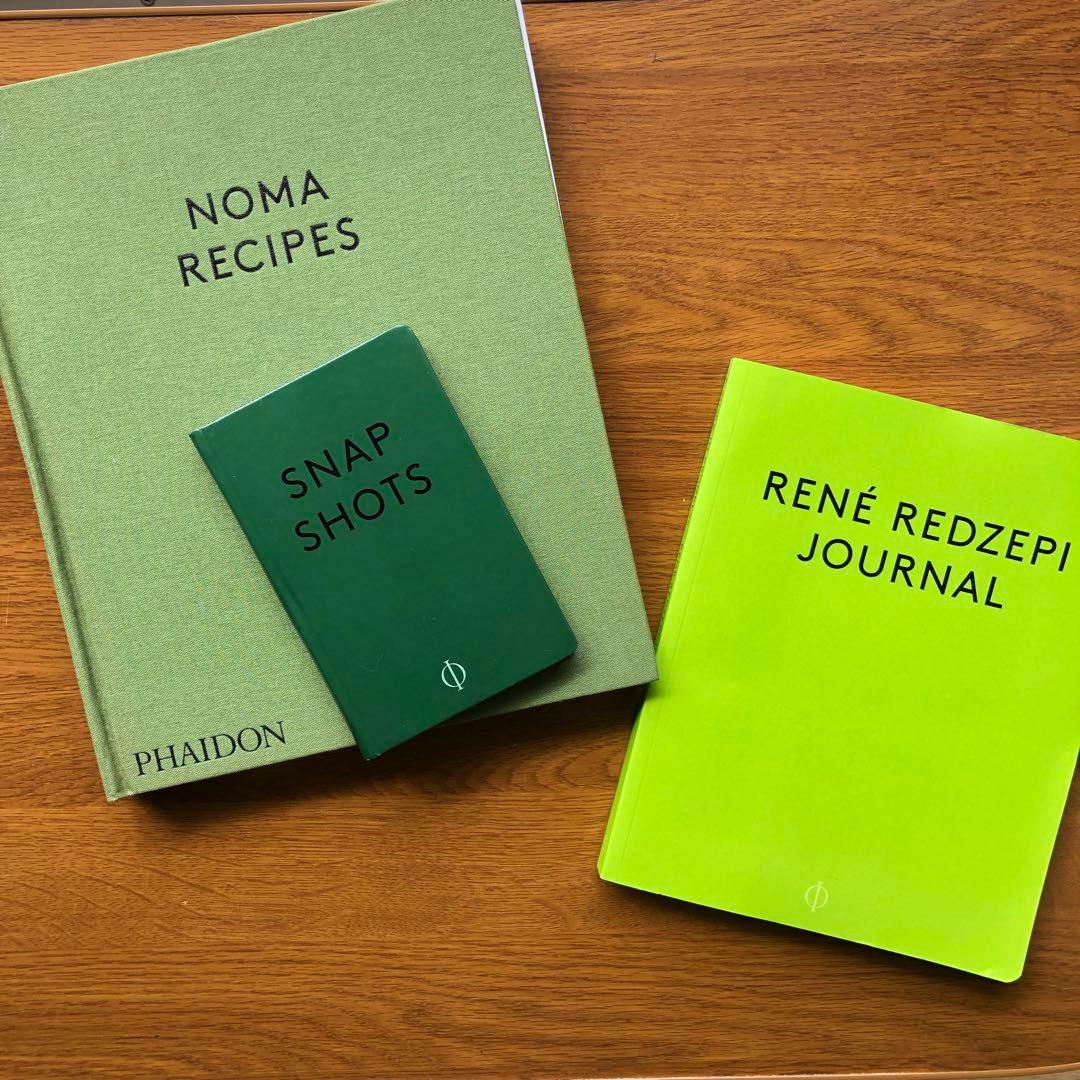 NOMA
RECIPES
SNAP
SHOTS
PHAIDON
RENÉ REDZEPI
JOURNAL